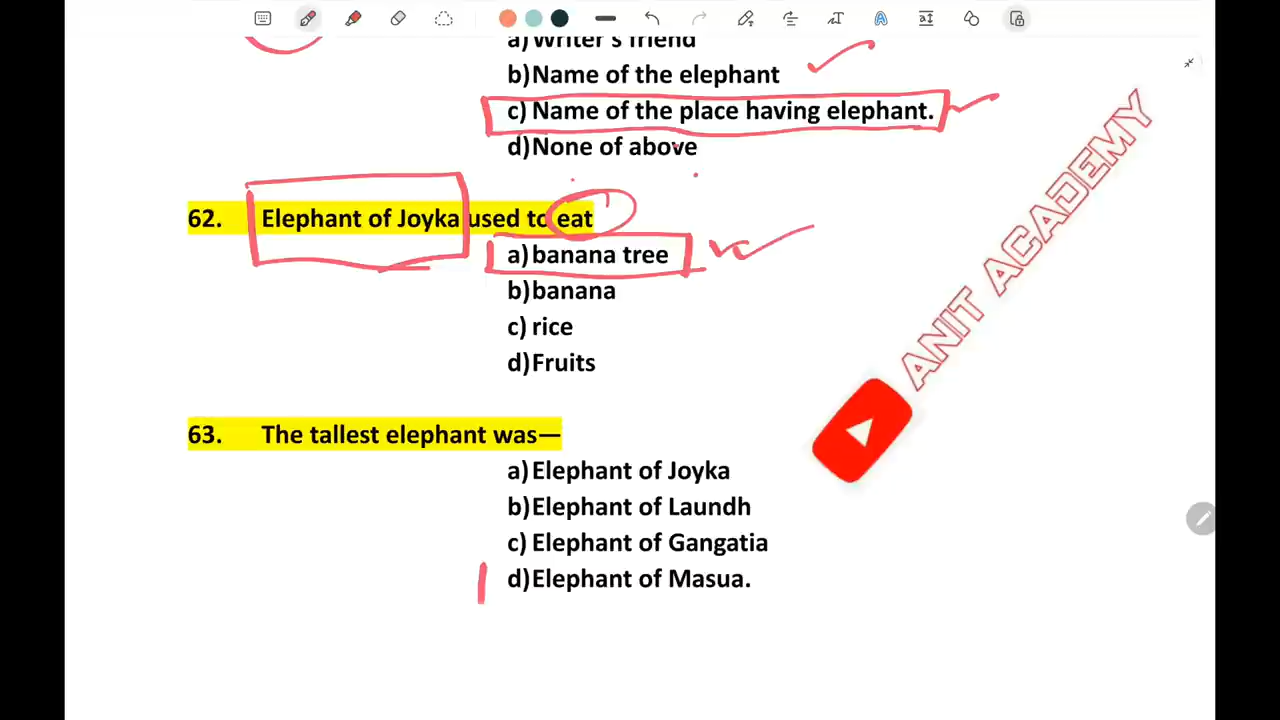 a) Writer's friend
b) Name of the elephant
c) Name of the place having elephant.
d) None of above
62. Elephant of Joyka used to eat
a) banana tree
b) banana
c) rice
d) Fruits
63. The tallest elephant was—
a) Elephant of Joyka
b) Elephant of Laundh
c) Elephant of Gangatia
d) Elephant of Masua.
ANIT ACADEMY